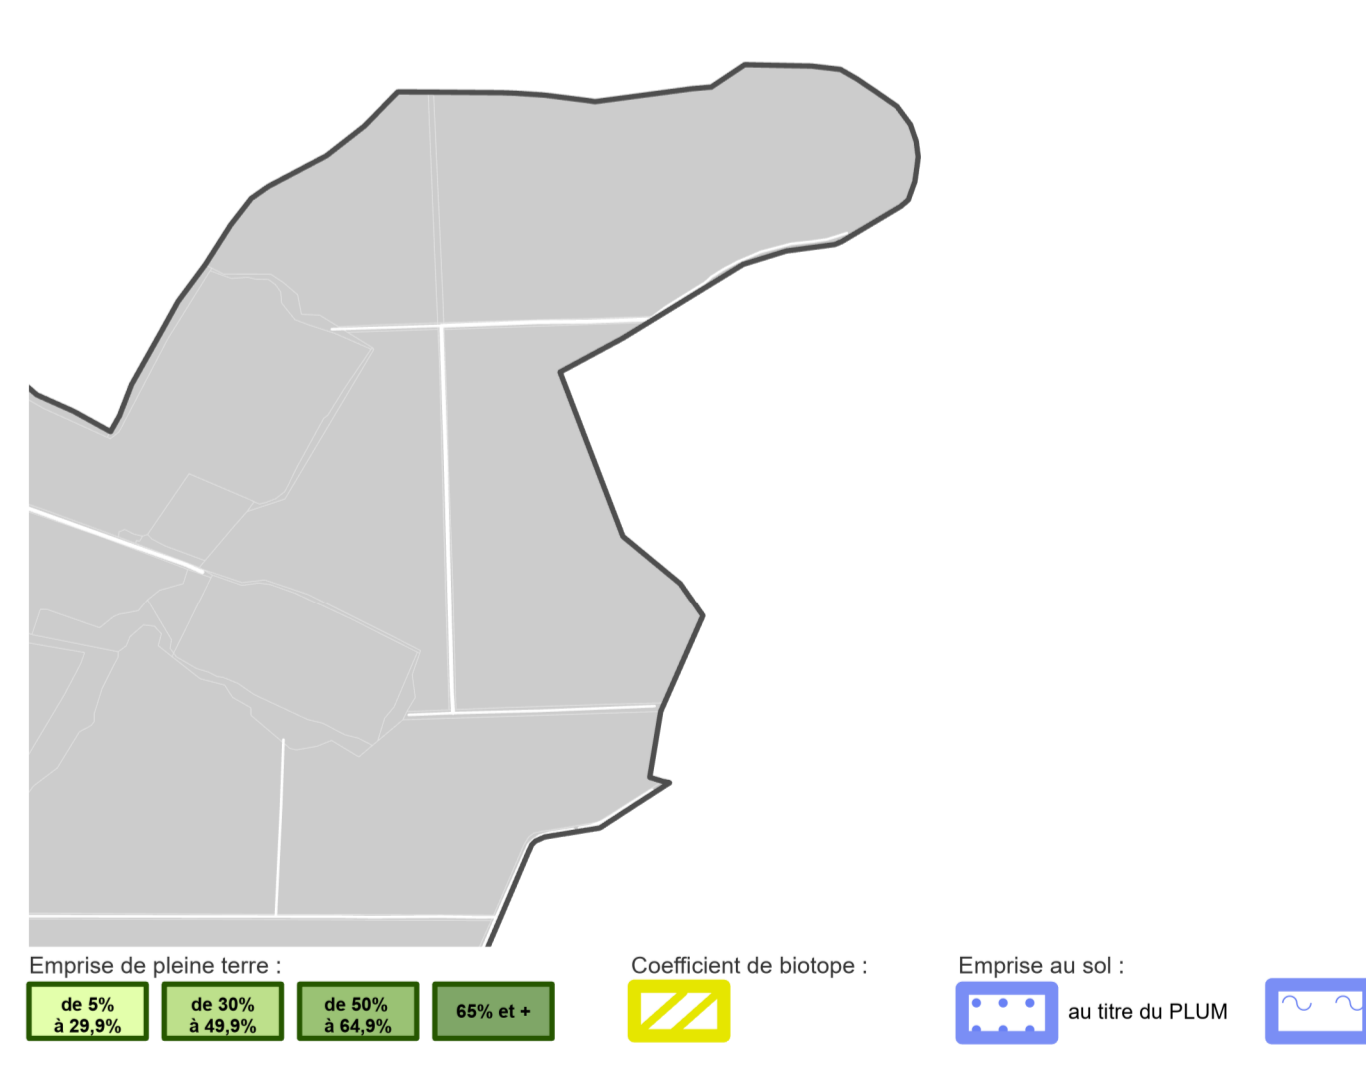 Emprise de pleine terre :
de 5%
à 29,9%
de 30%
à 49,9%
de 50%
à 64,9%
65% et +
Coefficient de biotope :
Emprise au sol :
au titre du PLUM